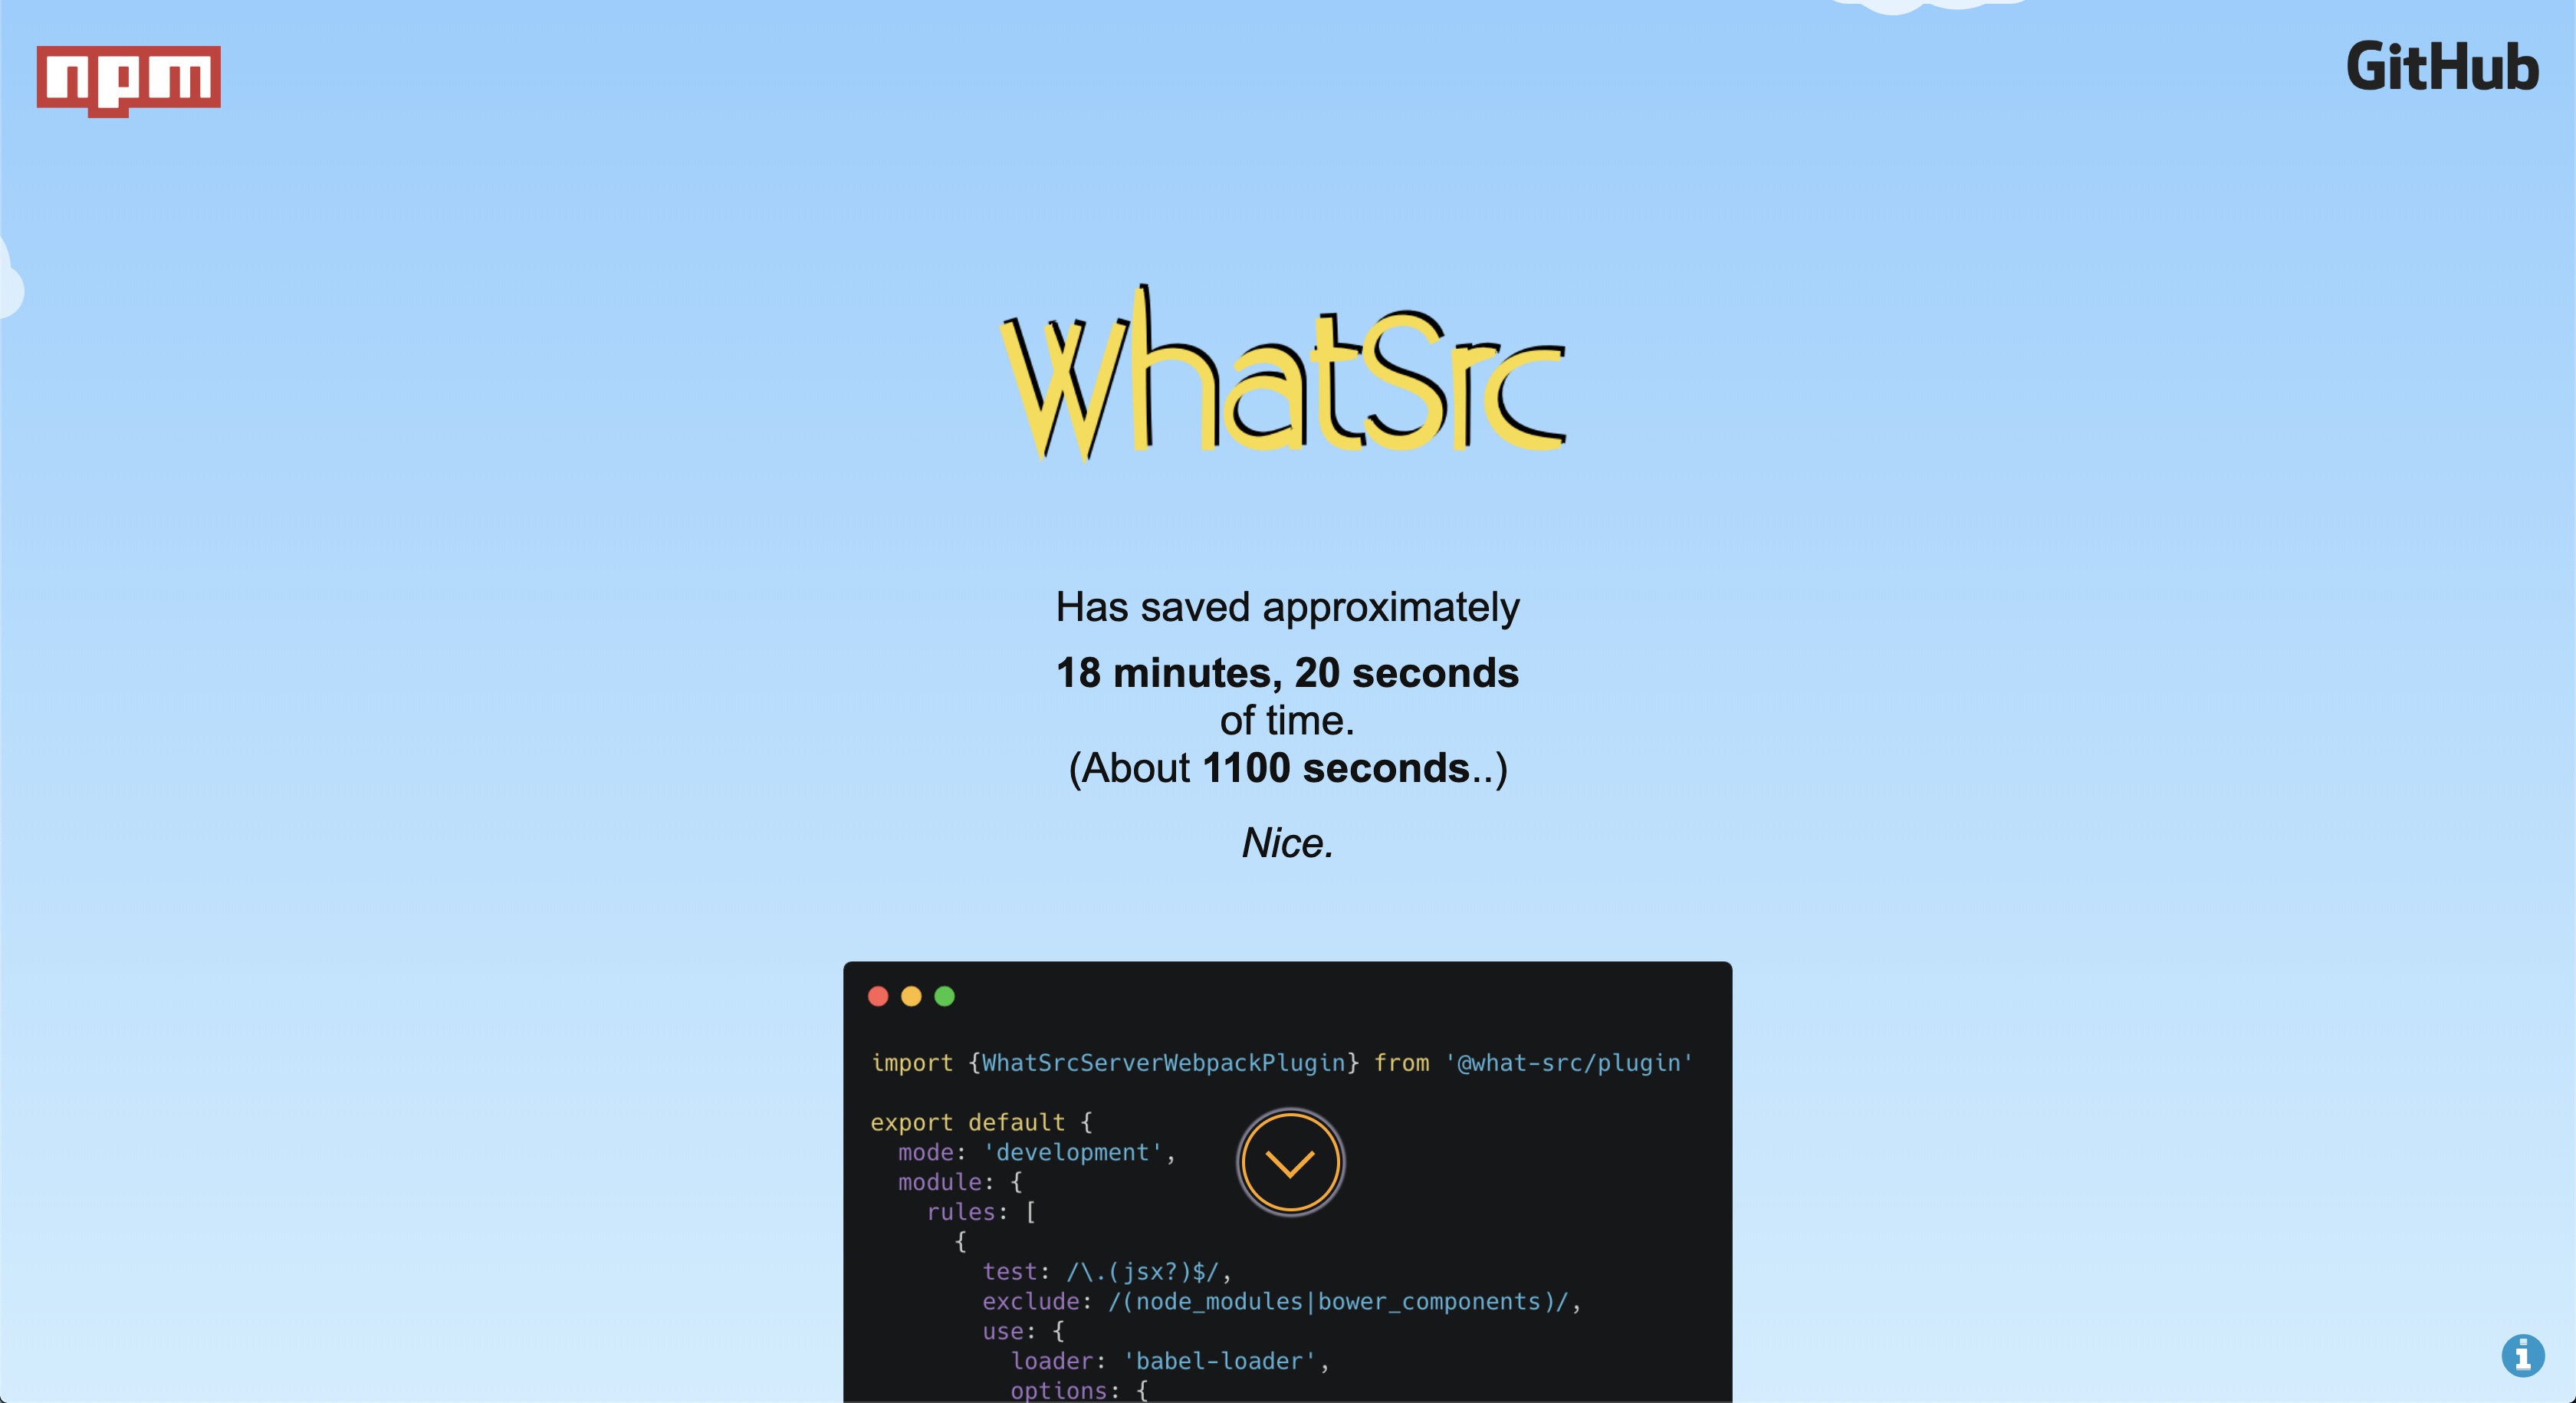 npm
GitHub
WhatSrc
Has saved approximately
18 minutes, 20 seconds
of time.
(About 1100 seconds..)
Nice.
import {WhatSrcServerWebpackPlugin} from '@what-src/plugin'
export default {
  mode: 'development',
  module: {
    rules: [
      {
        test: /\.(jsx?)$/,
        exclude: /(node_modules|bower_components)/,
        use: {
          loader: 'babel-loader',
          options: {
i